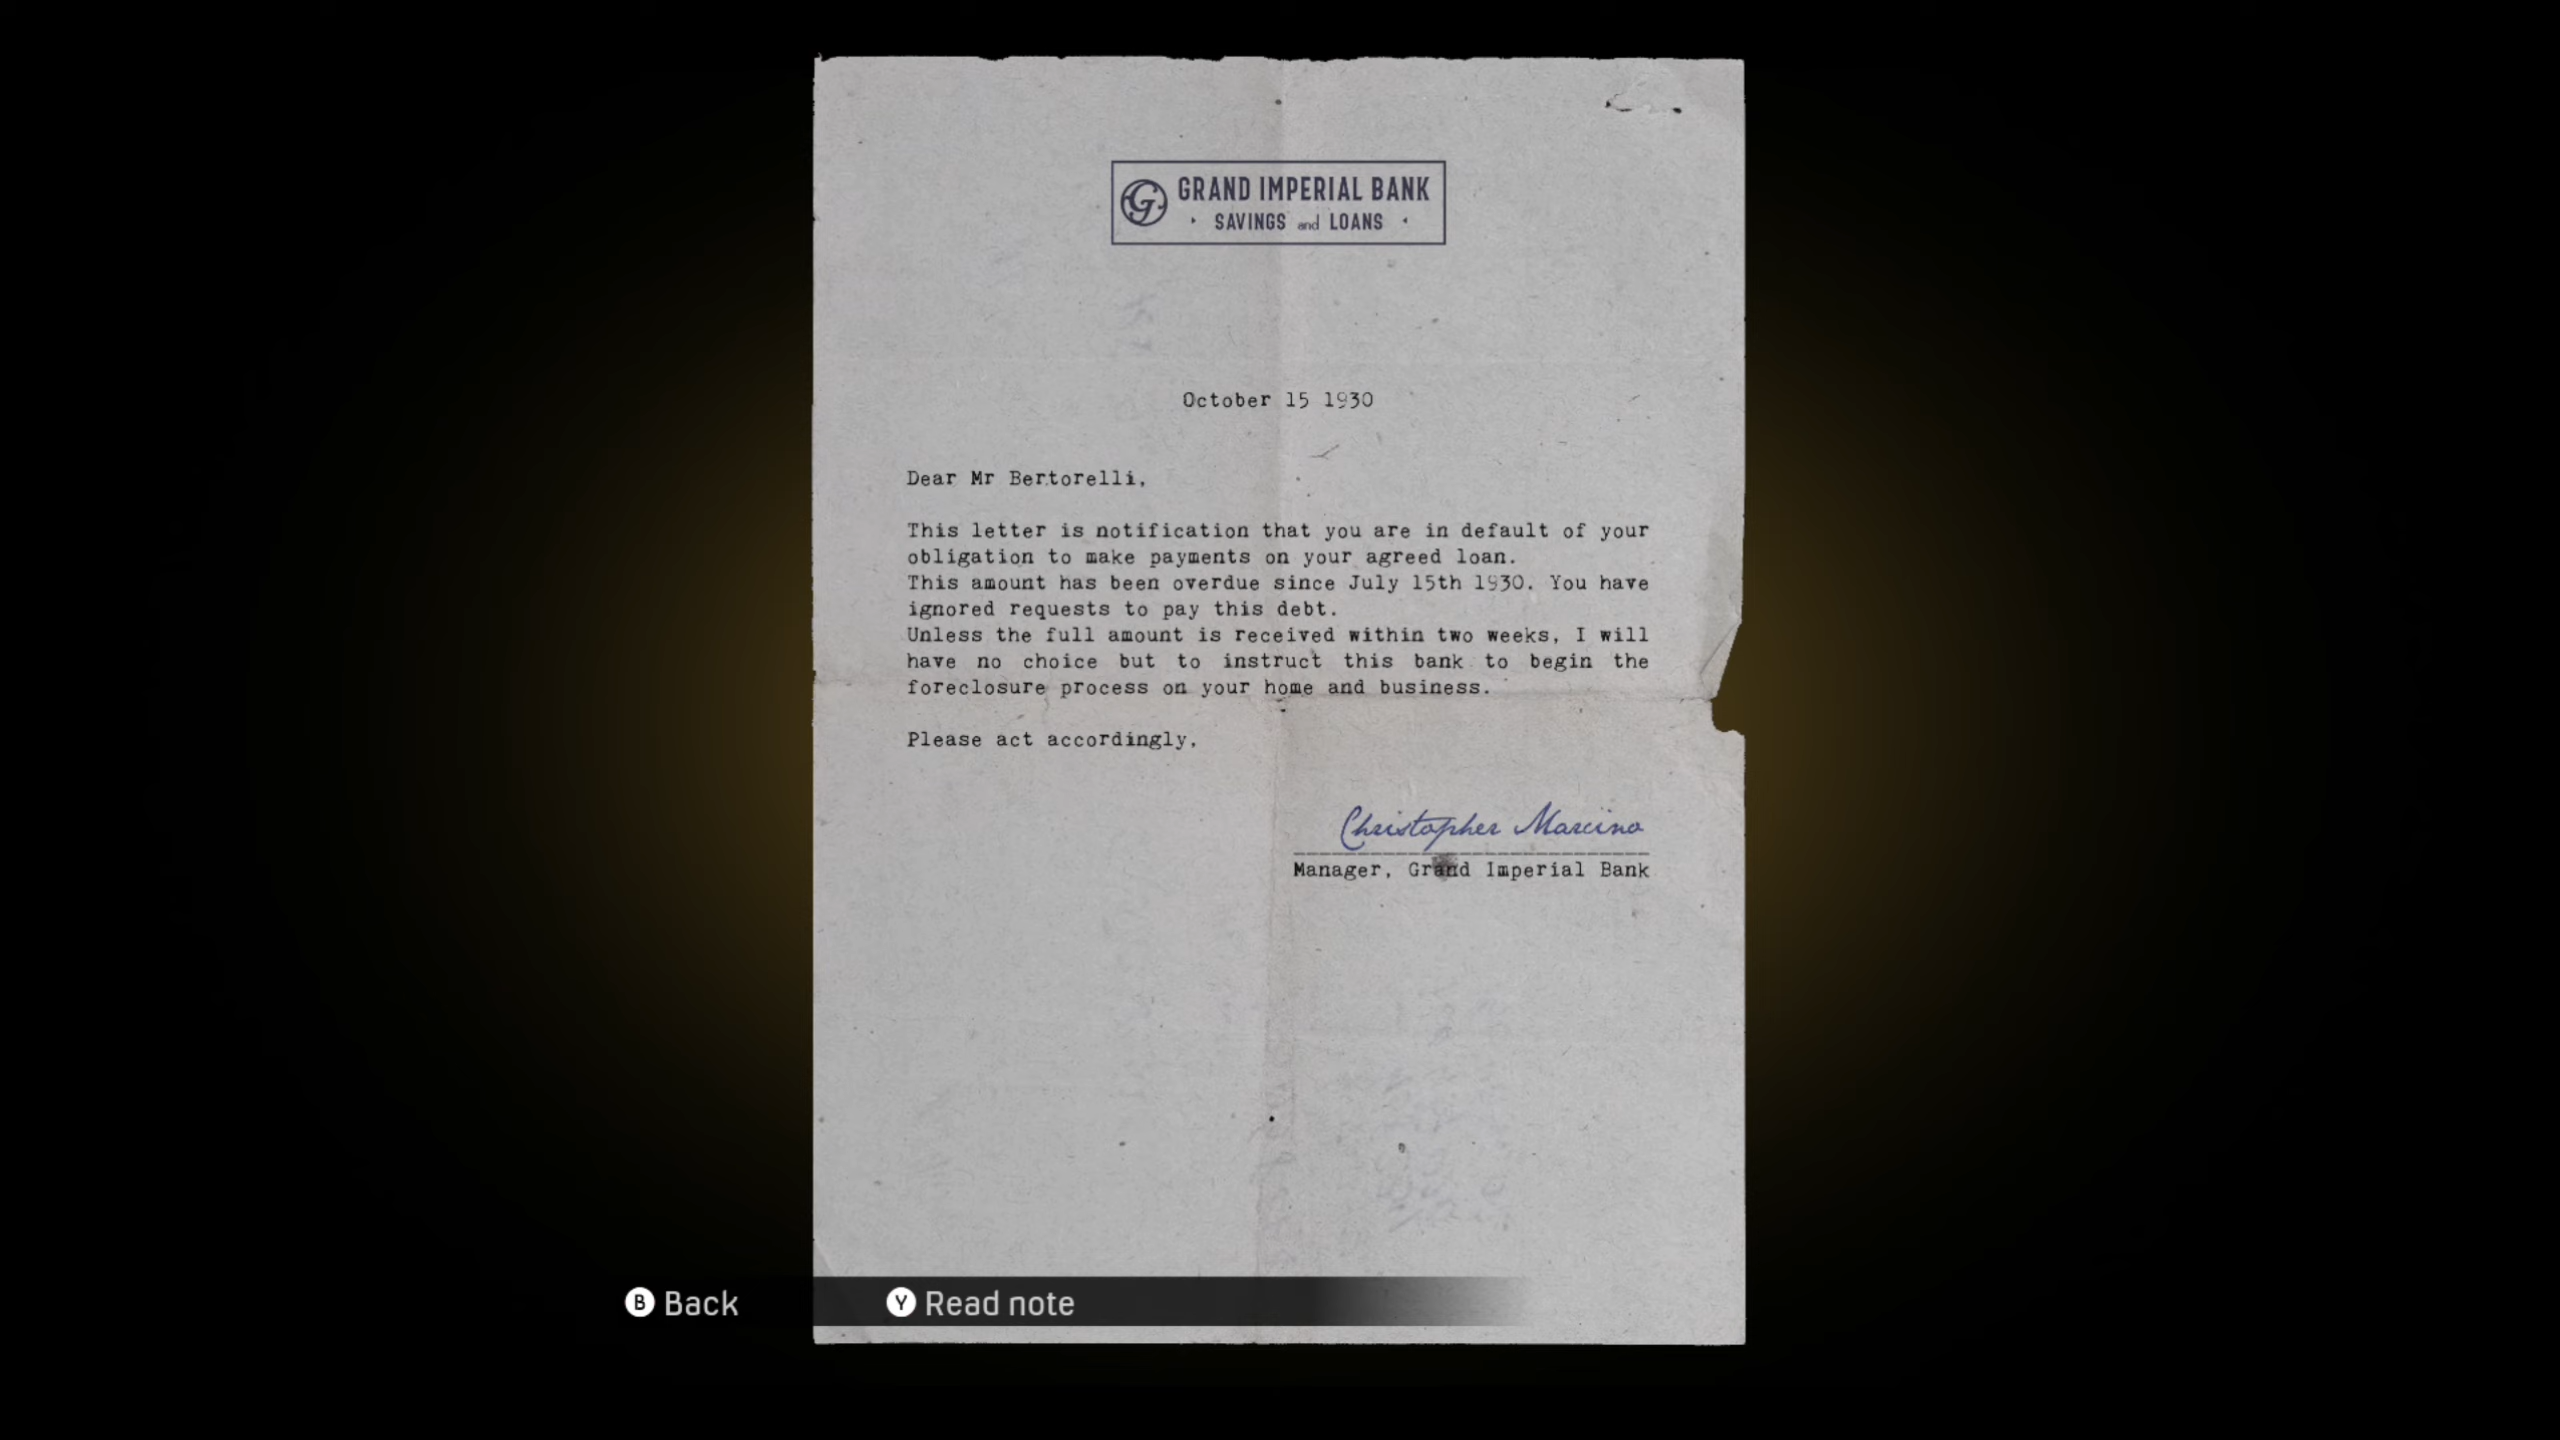 GRAND IMPERIAL BANK
SAVINGS and LOANS
October 15 1930
Dear Mr Bertorelli,
This letter is notification that you are in default of your
obligation to make payments on your agreed loan.
This amount has been overdue since July 15th 1930. You have
ignored requests to pay this debt.
Unless the full amount is received within two weeks, I will
have no choice but to instruct this bank to begin the
foreclosure process on your home and business.
Please act accordingly,
Christopher
Manager, Grand Imperial Bank
B Back
Y Read note